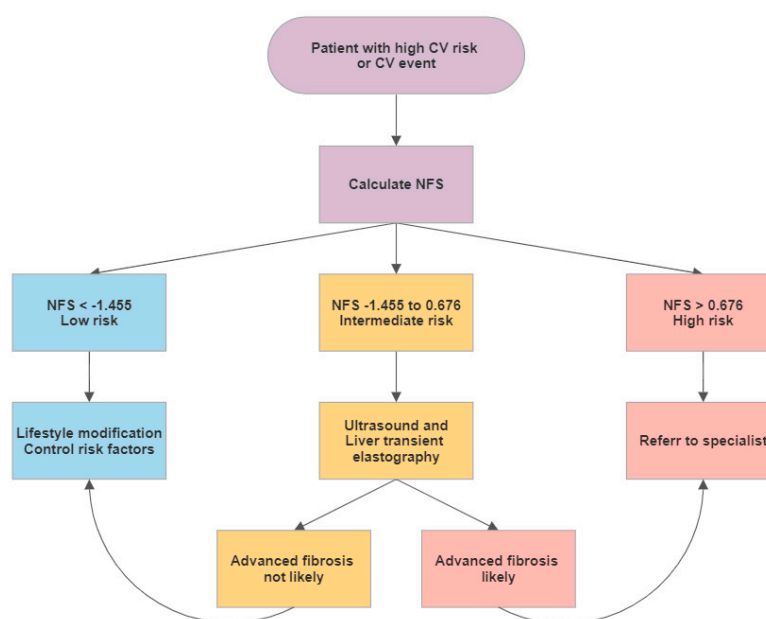 Patient with high CV risk
or CV event
Calculate NFS
NFS < -1.455
Low risk
NFS -1.455 to 0.676
Intermediate risk
NFS > 0.676
High risk
Lifestyle modification
Control risk factors
Ultrasound and
Liver transient
elastography
Referr to specialist
Advanced fibrosis
not likely
Advanced fibrosis
likely